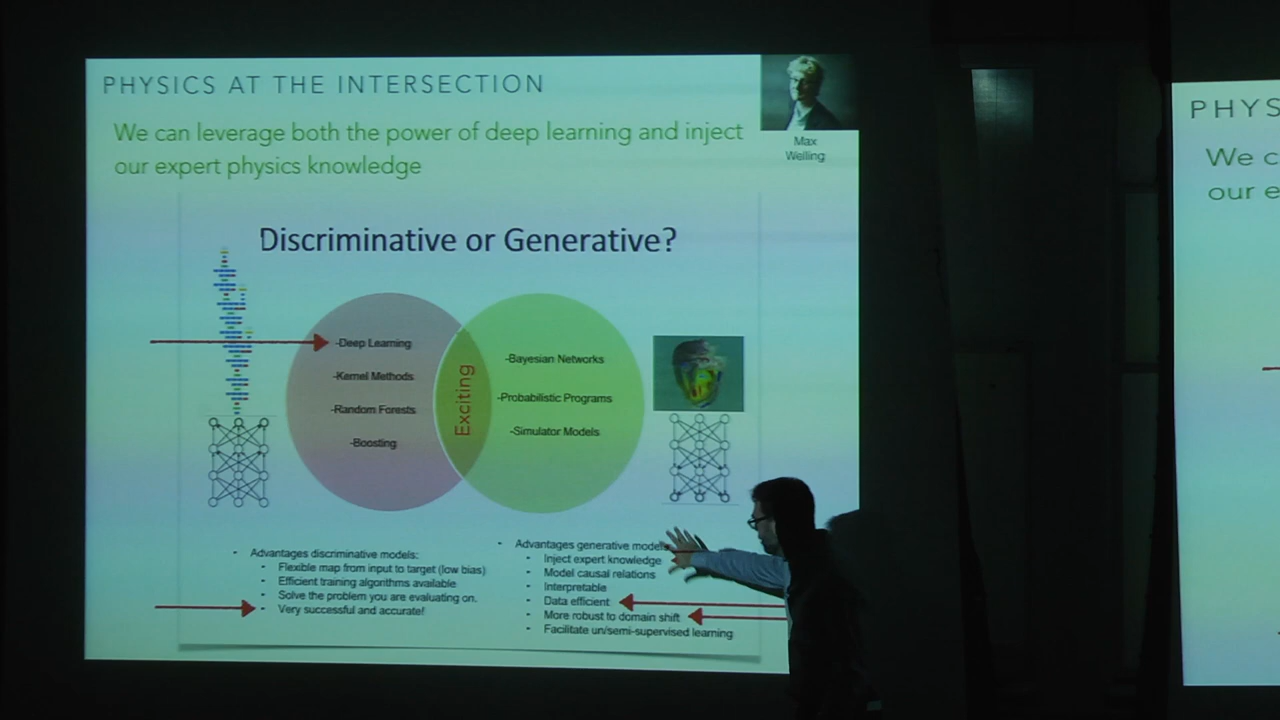 PHYSICS AT THE INTERSECTION
We can leverage both the power of deep learning and inject
our expert physics knowledge
Max
Welling
Discriminative or Generative?
-Deep Learning
-Kernel Methods
-Random Forests
-Boosting
Exciting
-Bayesian Networks
-Probabilistic Programs
-Simulator Models
- Advantages discriminative models:
- Flexible map from input to target (low bias)
- Efficient training algorithms available
- Solve the problem you are evaluating on.
- Very successful and accurate!
- Advantages generative models
- Inject expert knowledge
- Model causal relations
- Interpretable
- Data efficient
- More robust to domain shift
- Facilitate un/semi-supervised learning
PHYS
We c
our e